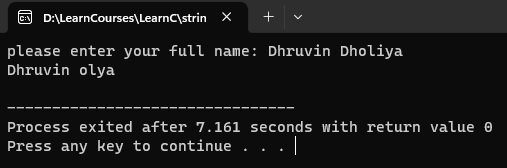 D:\LearnCourses\LearnC\strin
please enter your full name: Dhruvin Dholiya
Dhruvin olya
--------------------------------
Process exited after 7.161 seconds with return value 0
Press any key to continue . . .